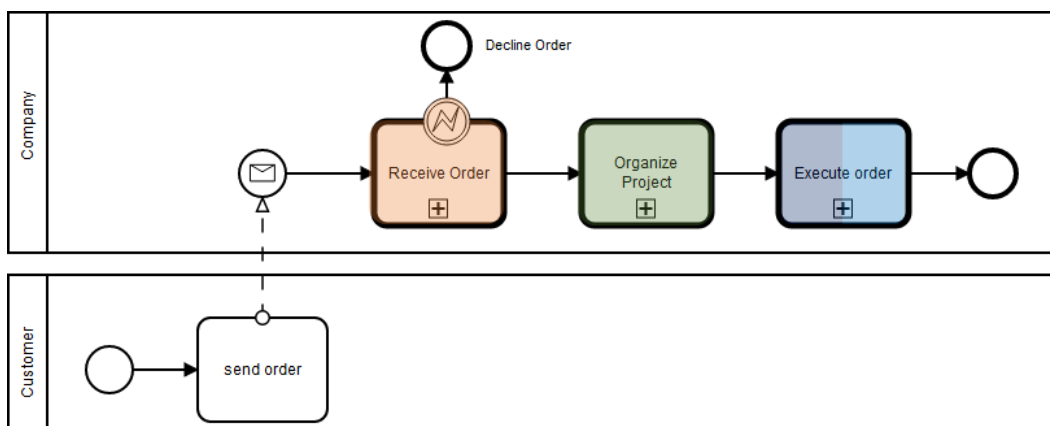 Company
Decline Order
Receive Order
Organize
Project
Execute order
Customer
send order